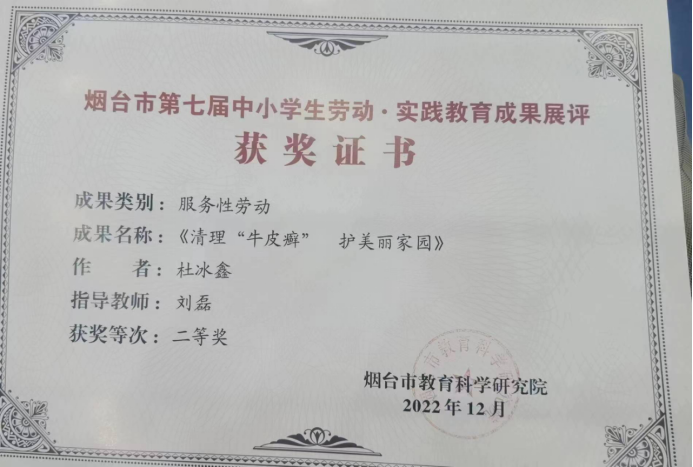 烟台市第七届中小学生劳动·实践教育成果展评
获奖证书
成果类别：服务性劳动
成果名称：《清理“牛皮癣” 护美丽家园》
作 者：杜冰鑫
指导教师：刘磊
获奖等次：二等奖
烟台市教育科学研究院
2022年12月